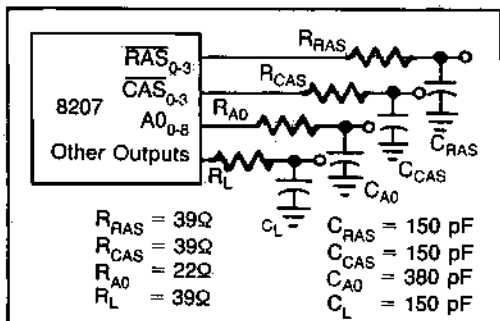 RAS0-3
RRAS
CAS0-3
RCAS
8207
A00-8
RA0
Other Outputs
RL
CRAS
CCAS
CA0
CL
RRAS = 39Ω
RCAS = 39Ω
RA0 = 22Ω
RL = 39Ω
CRAS = 150 pF
CCAS = 150 pF
CA0 = 380 pF
CL = 150 pF